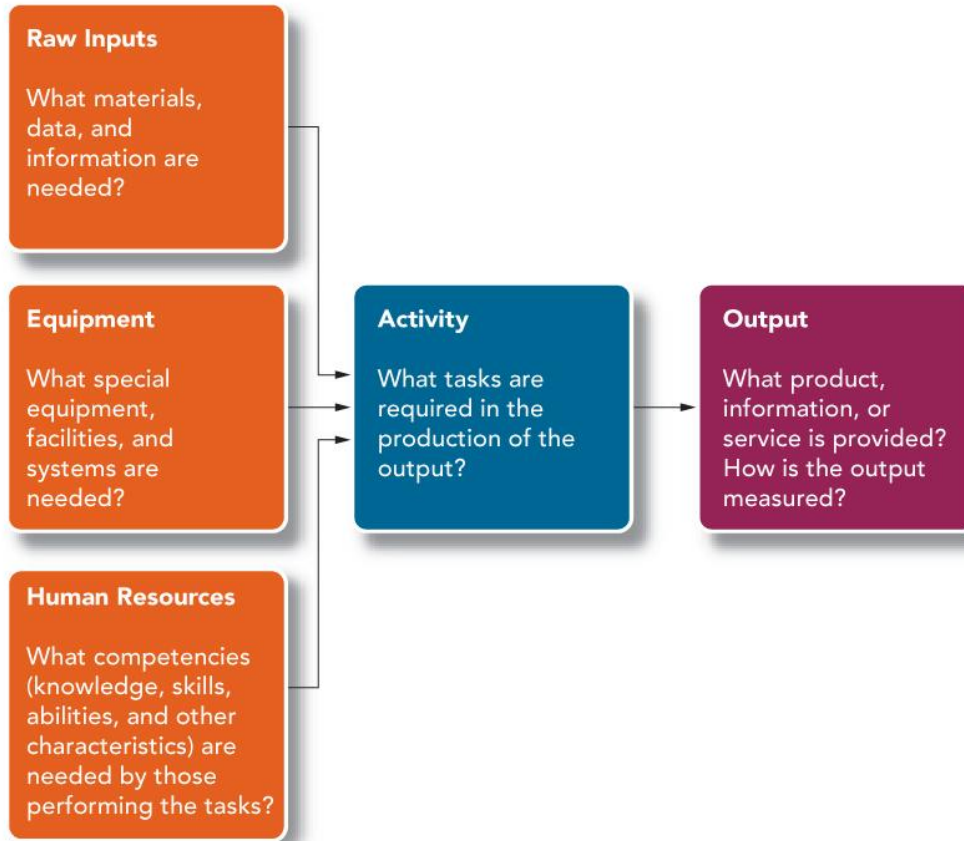 Raw Inputs
What materials,
data, and
information are
needed?
Equipment
What special
equipment,
facilities, and
systems are
needed?
Human Resources
What competencies
(knowledge, skills,
abilities, and other
characteristics) are
needed by those
performing the tasks?
Activity
What tasks are
required in the
production of the
output?
Output
What product,
information, or
service is provided?
How is the output
measured?